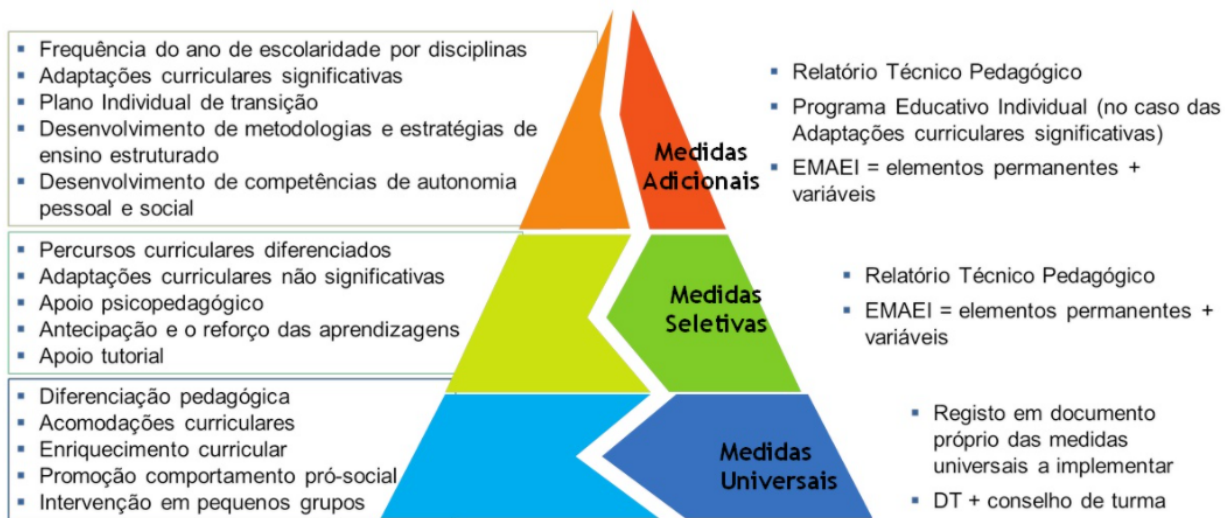 ▪ Frequência do ano de escolaridade por disciplinas
▪ Adaptações curriculares significativas
▪ Plano Individual de transição
▪ Desenvolvimento de metodologias e estratégias de
ensino estruturado
▪ Desenvolvimento de competências de autonomia
pessoal e social
Medidas
Adicionais
▪ Relatório Técnico Pedagógico
▪ Programa Educativo Individual (no caso das
Adaptações curriculares significativas)
▪ EMAEI = elementos permanentes +
variáveis
▪ Percursos curriculares diferenciados
▪ Adaptações curriculares não significativas
▪ Apoio psicopedagógico
▪ Antecipação e o reforço das aprendizagens
▪ Apoio tutorial
Medidas
Seletivas
▪ Relatório Técnico Pedagógico
▪ EMAEI = elementos permanentes +
variáveis
▪ Diferenciação pedagógica
▪ Acomodações curriculares
▪ Enriquecimento curricular
▪ Promoção comportamento pró-social
▪ Intervenção em pequenos grupos
Medidas
Universais
▪ Registo em documento
próprio das medidas
universais a implementar
▪ DT + conselho de turma